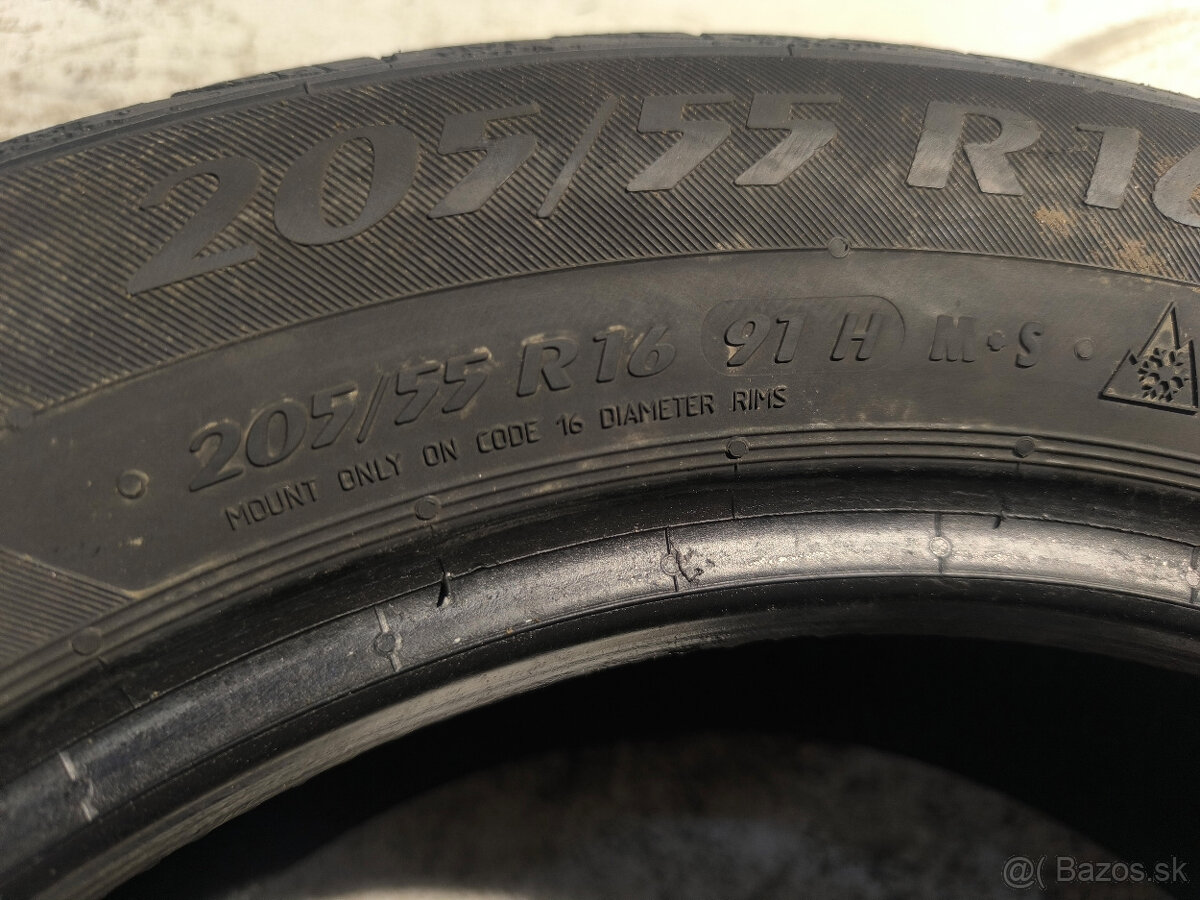 205/55 R16
205/55 R16 91 H M+S
MOUNT ONLY ON CODE 16 DIAMETER RIMS
@( Bazos.sk